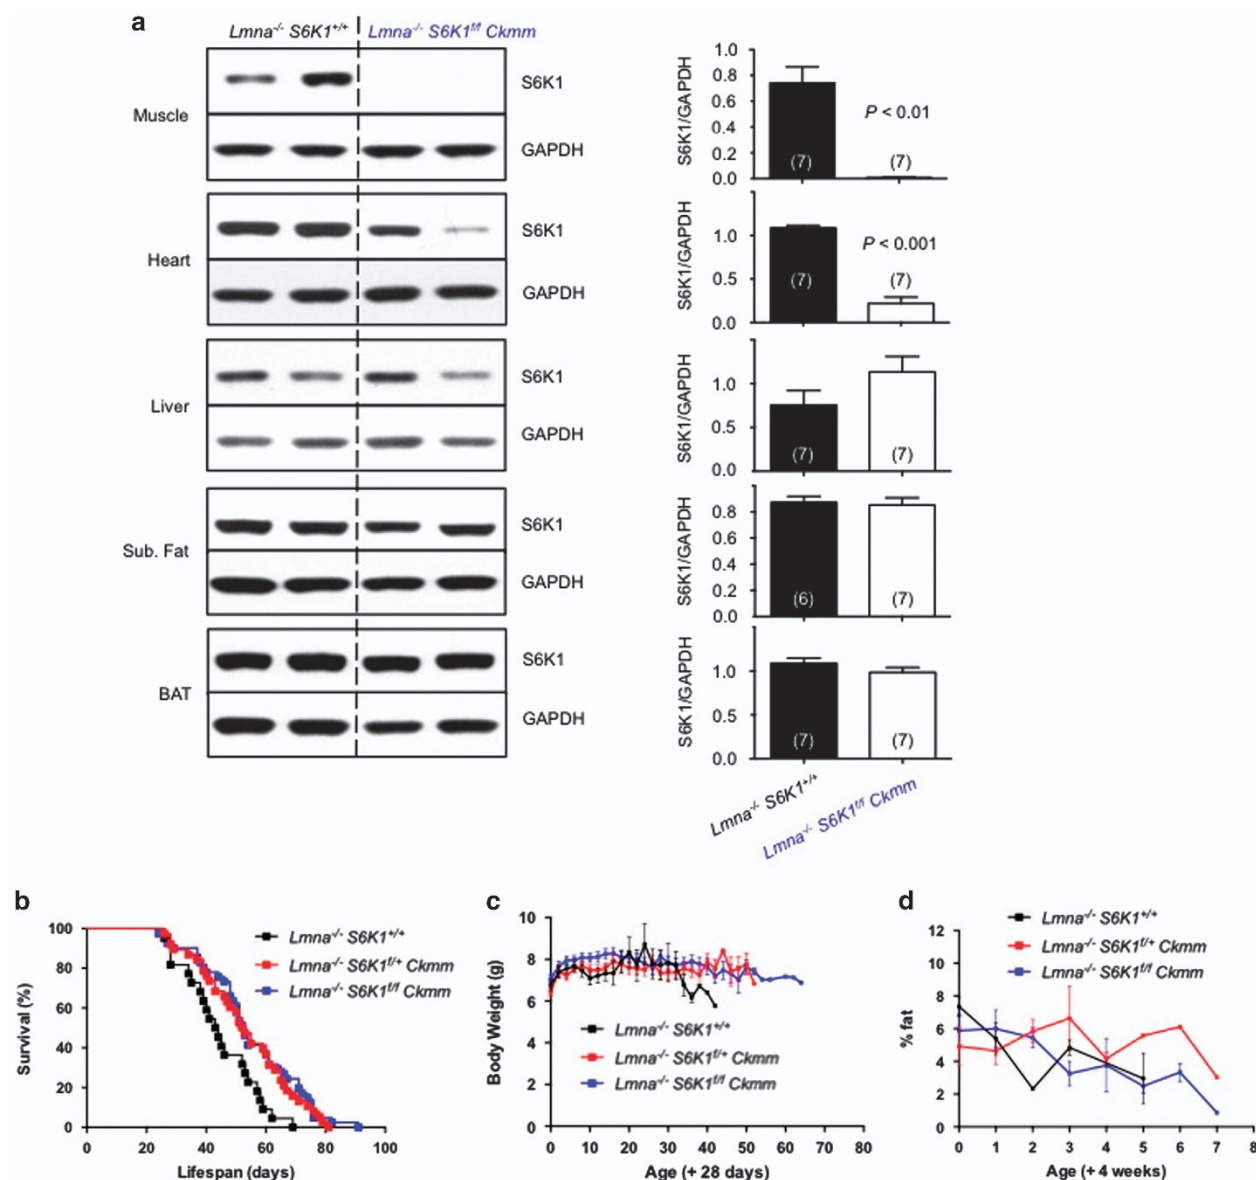 a
Lmna-/- S6K1+/+ Lmna-/- S6K1f/f Ckmm
Muscle
S6K1
GAPDH
Heart
S6K1
GAPDH
Liver
S6K1
GAPDH
Sub. Fat
S6K1
GAPDH
BAT
S6K1
GAPDH
S6K1/GAPDH
1.0
0.8
0.6
0.4
0.2
0.0
P < 0.01
(7) (7)
S6K1/GAPDH
1.0
0.5
0.0
P < 0.001
(7) (7)
S6K1/GAPDH
1.0
0.5
0.0
(7) (7)
S6K1/GAPDH
0.8
0.6
0.4
0.2
0.0
(6) (7)
S6K1/GAPDH
1.0
0.5
0.0
(7) (7)
Lmna-/- S6K1+/+
Lmna-/- S6K1f/f Ckmm
b
Survival (%)
100
80
60
40
20
0
0 20 40 60 80 100
Lifespan (days)
Lmna-/- S6K1+/+
Lmna-/- S6K1f/+ Ckmm
Lmna-/- S6K1f/f Ckmm
c
Body Weight (g)
10
8
6
4
2
0
0 10 20 30 40 50 60 70 80
Age (+ 28 days)
Lmna-/- S6K1+/+
Lmna-/- S6K1f/+ Ckmm
Lmna-/- S6K1f/f Ckmm
d
% fat
12
10
8
6
4
2
0
0 1 2 3 4 5 6 7 8
Age (+ 4 weeks)
Lmna-/- S6K1+/+
Lmna-/- S6K1f/+ Ckmm
Lmna-/- S6K1f/f Ckmm